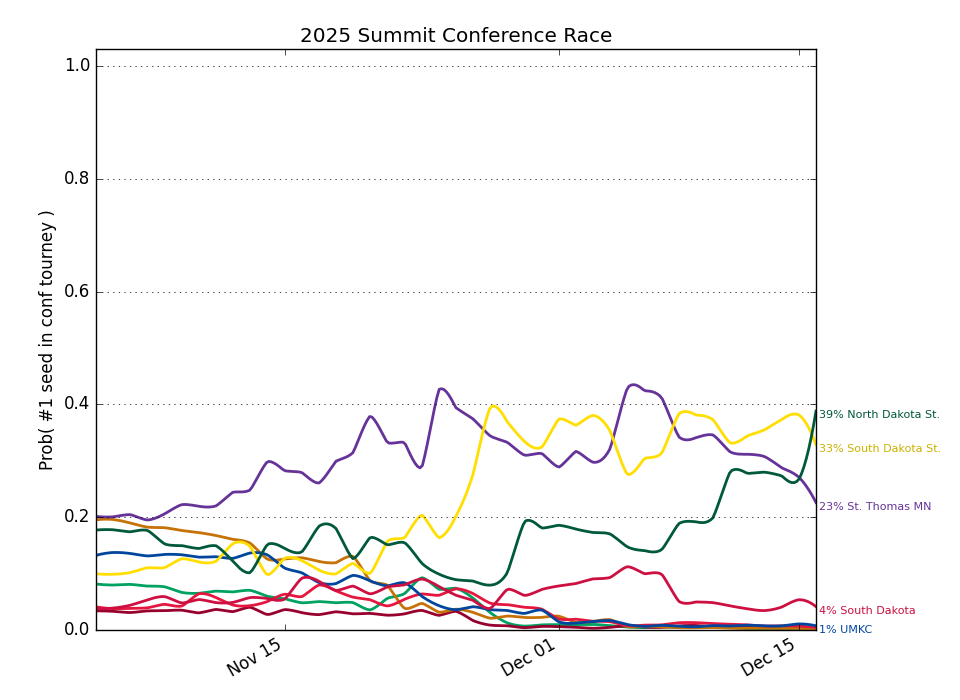 2025 Summit Conference Race
Prob( #1 seed in conf tourney )
1.0
0.8
0.6
0.4
0.2
0.0
39% North Dakota St.
33% South Dakota St.
23% St. Thomas MN
4% South Dakota
1% UMKC
Nov 15
Dec 01
Dec 15